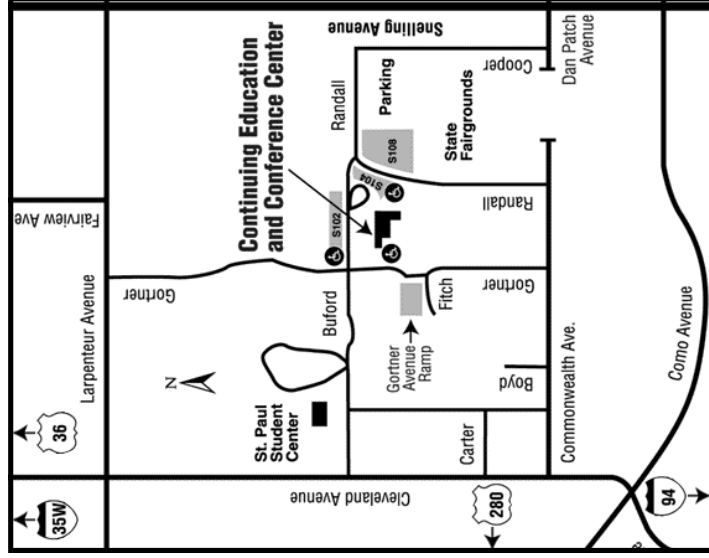 Snelling Avenue
Continuing Education
and Conference Center
Randall
Parking
Cooper
Dan Patch
Avenue
State
Fairgrounds
S108
S104
S102
Fairview Ave
Randall
Gortner
Gortner
Larpenteur Avenue
Buford
Fitch
Gortner
Avenue
Ramp
Boyd
Commonwealth Ave.
Como Avenue
N
St. Paul
Student
Center
Carter
36
Cleveland Avenue
35W
280
94